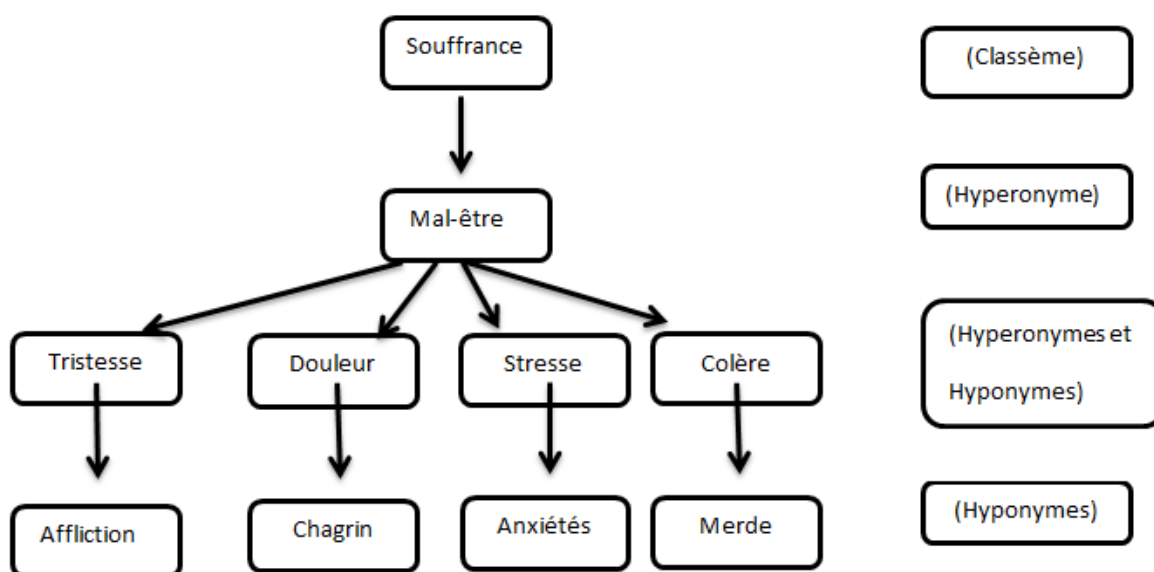 Souffrance
(Classème)
Mal-être
(Hyperonyme)
Tristesse
Douleur
Stresse
Colère
(Hyperonymes et
Hyponymes)
Affliction
Chagrin
Anxiétés
Merde
(Hyponymes)